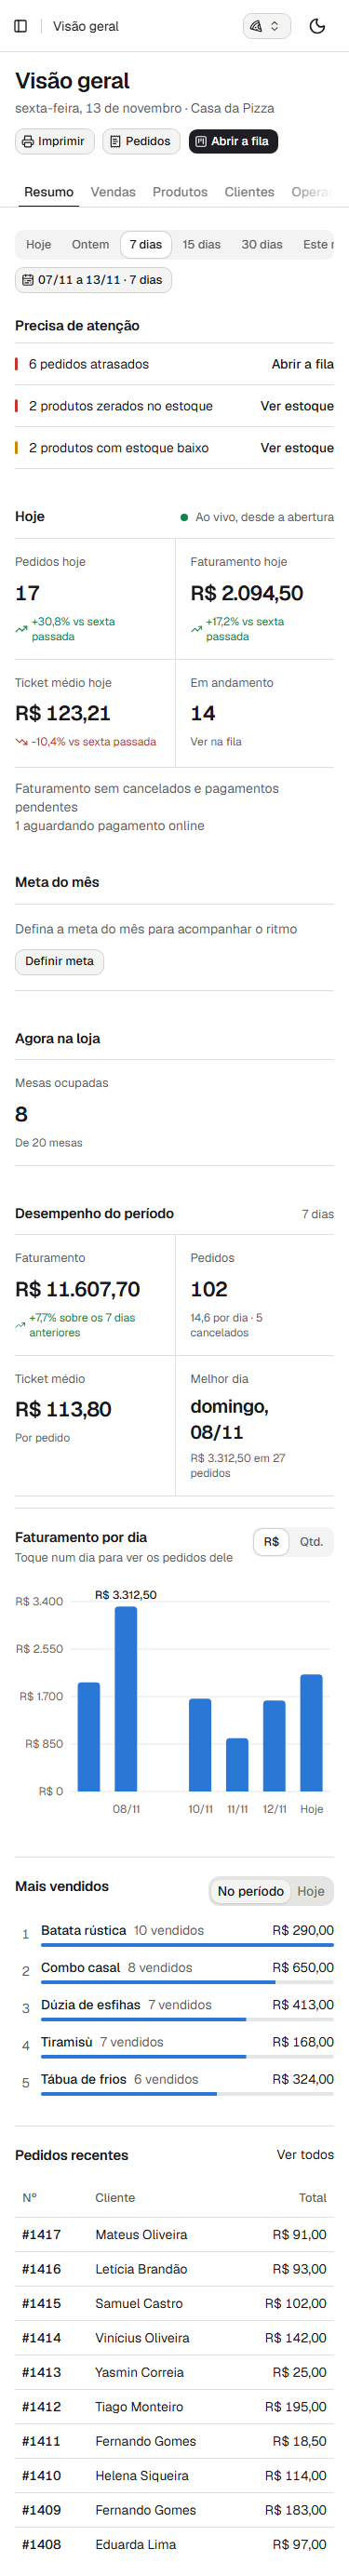 Visão geral
Visão geral
sexta-feira, 13 de novembro · Casa da Pizza
Imprimir Pedidos Abrir a fila
Resumo Vendas Produtos Clientes
Hoje Ontem 7 dias 15 dias 30 dias Este
07/11 a 13/11 · 7 dias
Precisa de atenção
6 pedidos atrasados Abrir a fila
2 produtos zerados no estoque Ver estoque
2 produtos com estoque baixo Ver estoque
Hoje Ao vivo, desde a abertura
Pedidos hoje Faturamento hoje
17 R$ 2.094,50
+30,8% vs sexta passada +17,2% vs sexta passada
Ticket médio hoje Em andamento
R$ 123,21 14
-10,4% vs sexta passada Ver na fila
Faturamento sem cancelados e pagamentos
pendentes
1 aguardando pagamento online
Meta do mês
Defina a meta do mês para acompanhar o ritmo
Definir meta
Agora na loja
Mesas ocupadas
8
De 20 mesas
Desempenho do período 7 dias
Faturamento Pedidos
R$ 11.607,70 102
+7,7% sobre os 7 dias anteriores 14,6 por dia · 5 cancelados
Ticket médio Melhor dia
R$ 113,80 domingo, 08/11
Por pedido R$ 3.312,50 em 27 pedidos
Faturamento por dia R$ Qtd.
Toque num dia para ver os pedidos dele
R$ 3.312,50
R$ 3.400
R$ 2.550
R$ 1.700
R$ 850
R$ 0
08/11 10/11 11/11 12/11 Hoje
Mais vendidos No período Hoje
1 Batata rústica 10 vendidos R$ 290,00
2 Combo casal 8 vendidos R$ 650,00
3 Dúzia de esfihas 7 vendidos R$ 413,00
4 Tiramisù 7 vendidos R$ 168,00
5 Tábua de frios 6 vendidos R$ 324,00
Pedidos recentes Ver todos
Nº Cliente Total
#1417 Mateus Oliveira R$ 91,00
#1416 Letícia Brandão R$ 93,00
#1415 Samuel Castro R$ 102,00
#1414 Vinícius Oliveira R$ 142,00
#1413 Yasmin Correia R$ 25,00
#1412 Tiago Monteiro R$ 195,00
#1411 Fernando Gomes R$ 18,50
#1410 Helena Siqueira R$ 114,00
#1409 Fernando Gomes R$ 183,00
#1408 Eduarda Lima R$ 97,00